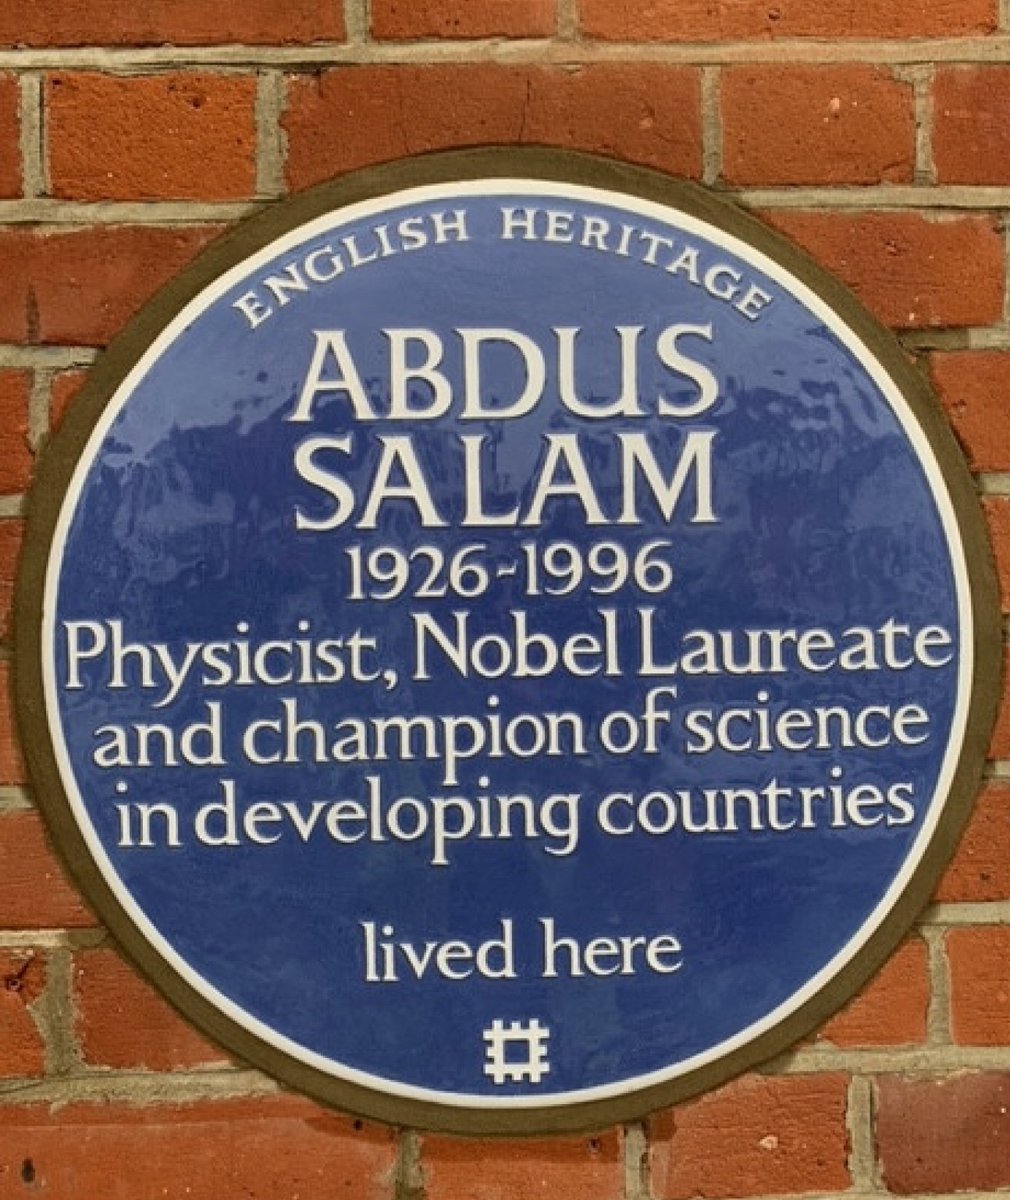 ENGLISH HERITAGE
ABDUS
SALAM
1926-1996
Physicist, Nobel Laureate
and champion of science
in developing countries
lived here